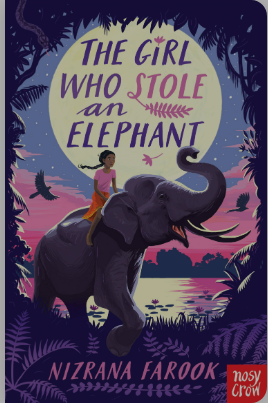 THE GIRL
WHO STOLE
an
ELEPHANT
NIZRANA FAROOK
nosy
crow